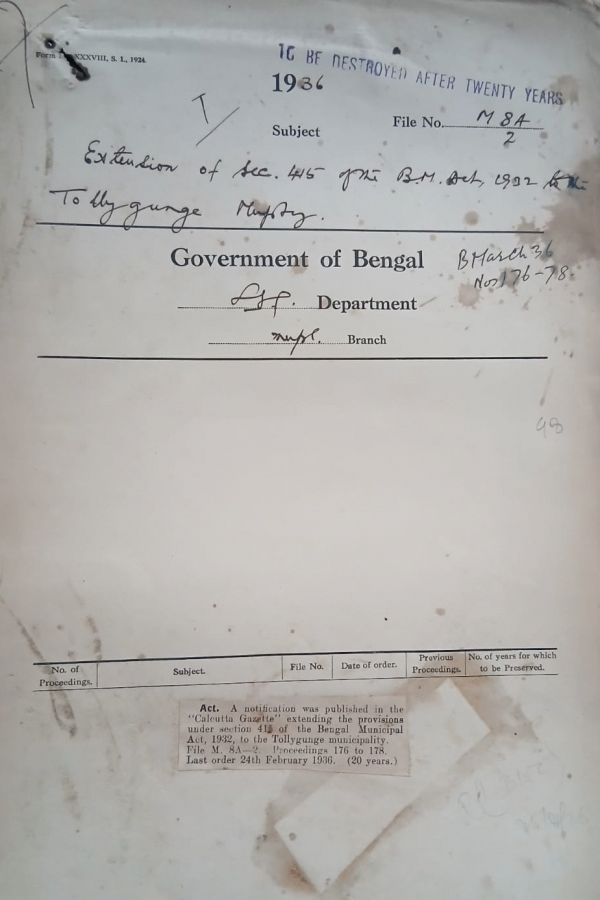 XXXVIII, S. I., 1924.
TO BE DESTROYED AFTER TWENTY YEARS
1936
Subject
File No. M 8A/2
Extension of Sec. 415 of the B.M. Act, 1932 to the
Tollygunge Mupty.
Government of Bengal
B March 36
Nos 176-78.
Department
Mupl. Branch
98
No. of Proceedings.
Subject.
File No.
Date of order.
Previous Proceedings.
No. of years for which to be Preserved.
Act. A notification was published in the
"Calcutta Gazette" extending the provisions
under section 415 of the Bengal Municipal
Act, 1932, to the Tollygunge municipality.
File M. 8A—2. Proceedings 176 to 178.
Last order 24th February 1936. (20 years.)